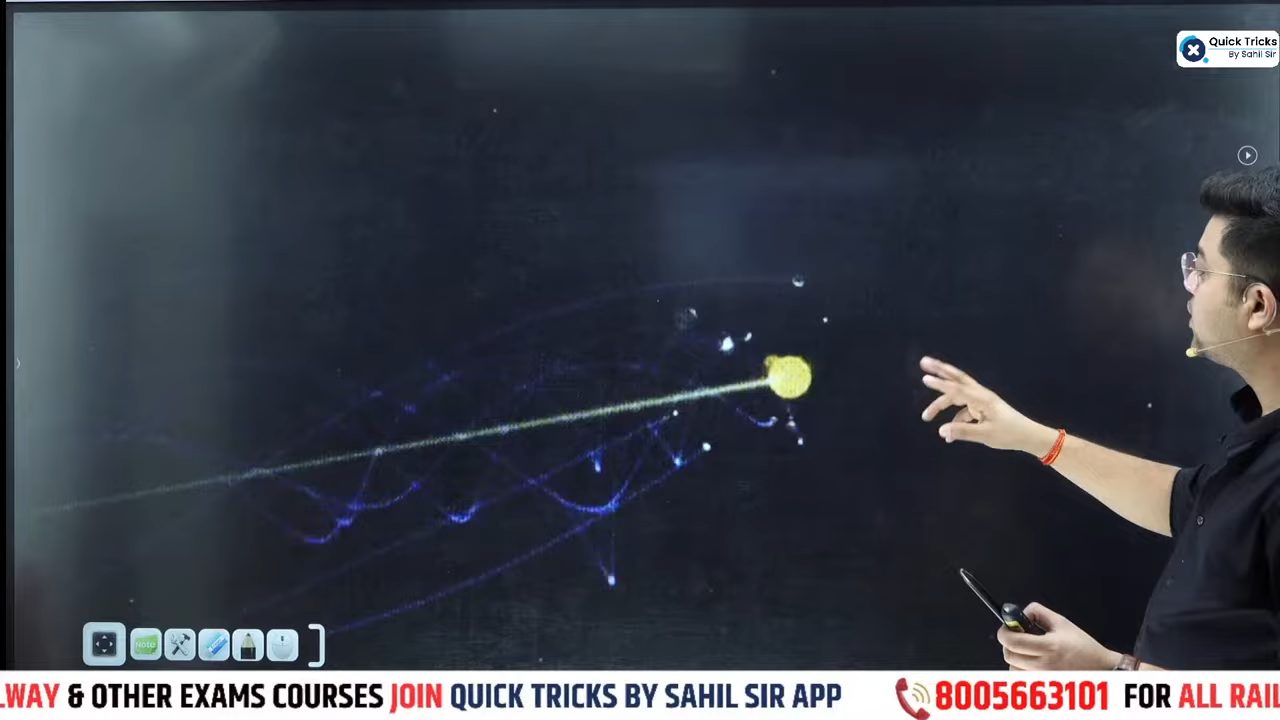 Quick Tricks
By Sahil Sir
NOTE
LWAY & OTHER EXAMS COURSES JOIN QUICK TRICKS BY SAHIL SIR APP 8005663101 FOR ALL RAIL